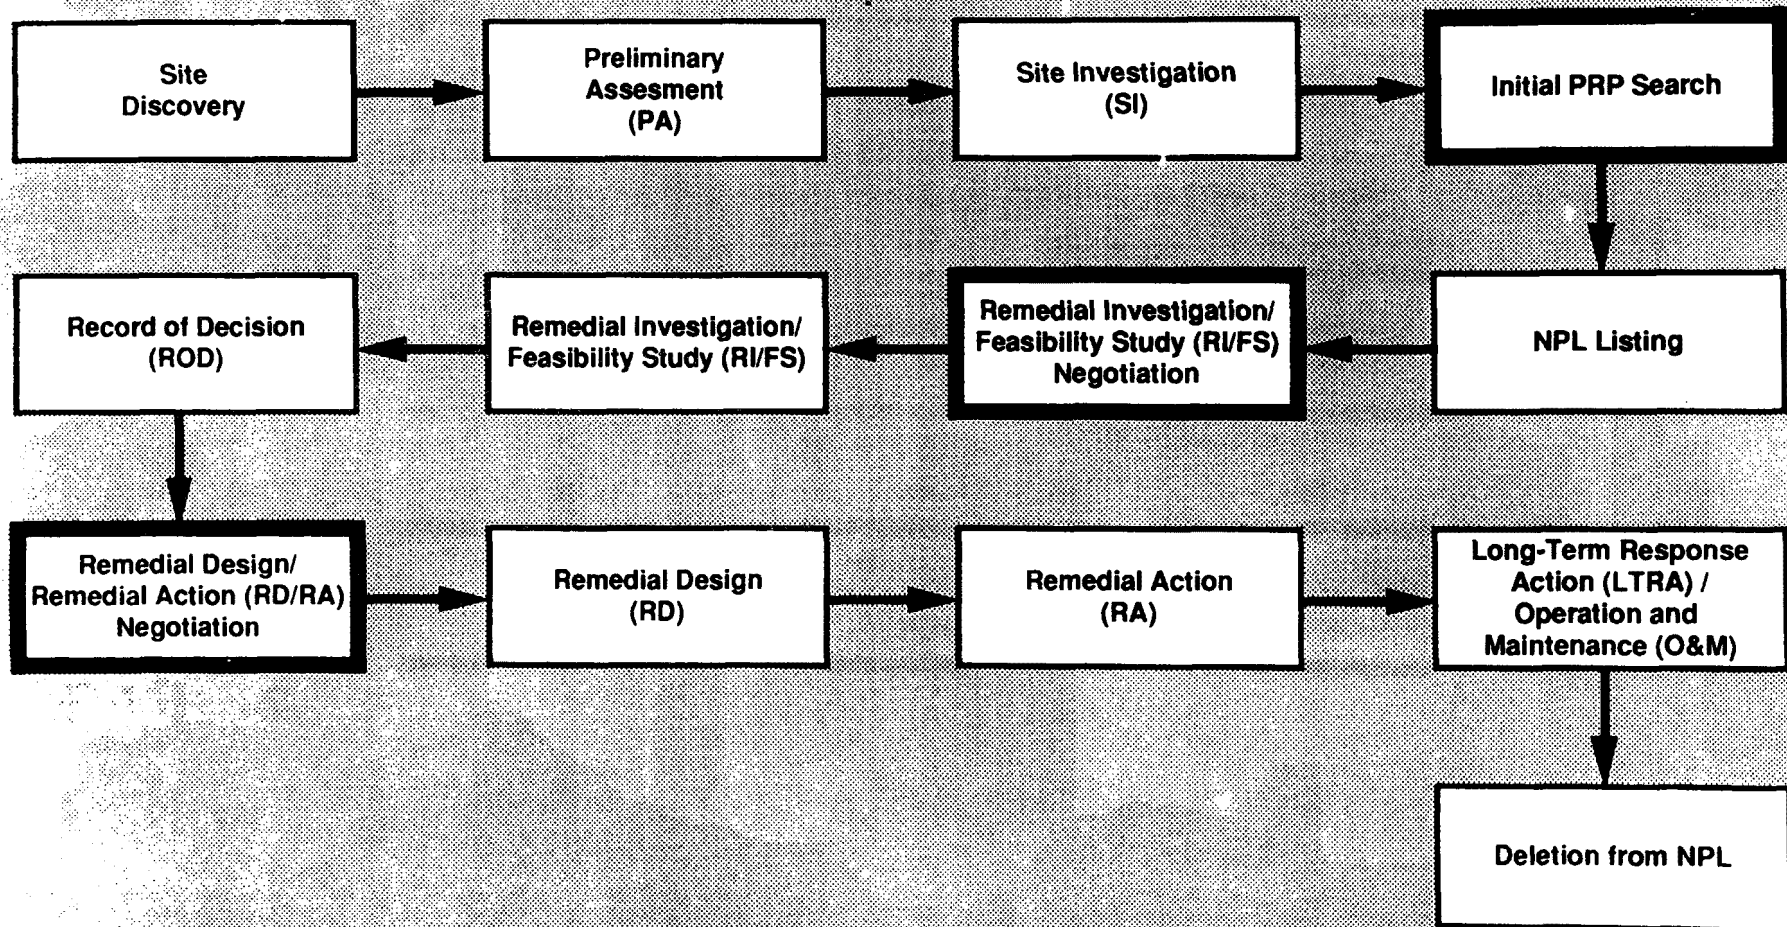 Site
Discovery
Preliminary
Assesment
(PA)
Site Investigation
(SI)
Initial PRP Search
Record of Decision
(ROD)
Remedial Investigation/
Feasibility Study (RI/FS)
Remedial Investigation/
Feasibility Study (RI/FS)
Negotiation
NPL Listing
Remedial Design/
Remedial Action (RD/RA)
Negotiation
Remedial Design
(RD)
Remedial Action
(RA)
Long-Term Response
Action (LTRA) /
Operation and
Maintenance (O&M)
Deletion from NPL